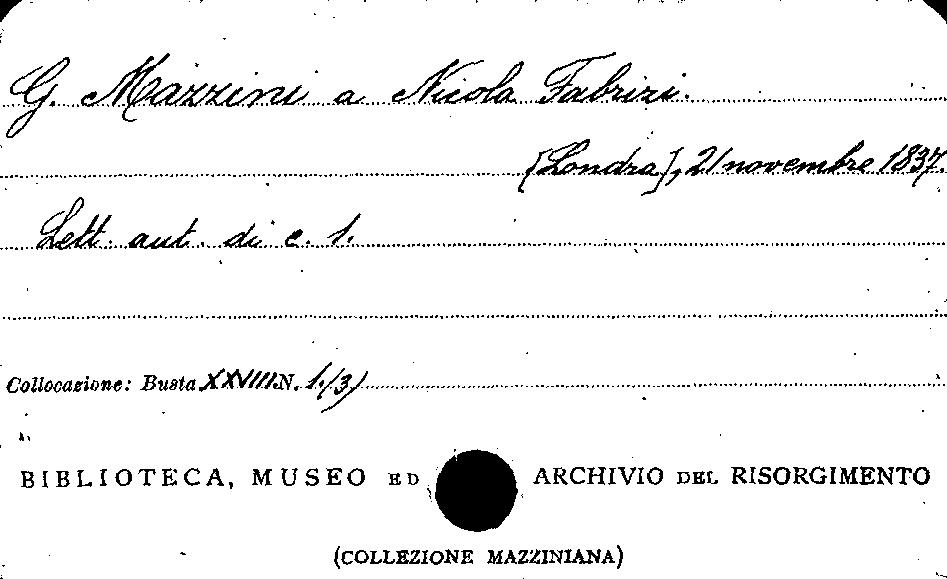 G. Mazzini a Nicola Fabrizi.
[Londra], 21 novembre 1837.
Lett. aut. di c. 1.
Collocazione: Busta XXVIII. N. 1(3)
BIBLIOTECA, MUSEO ED ARCHIVIO DEL RISORGIMENTO
(COLLEZIONE MAZZINIANA)